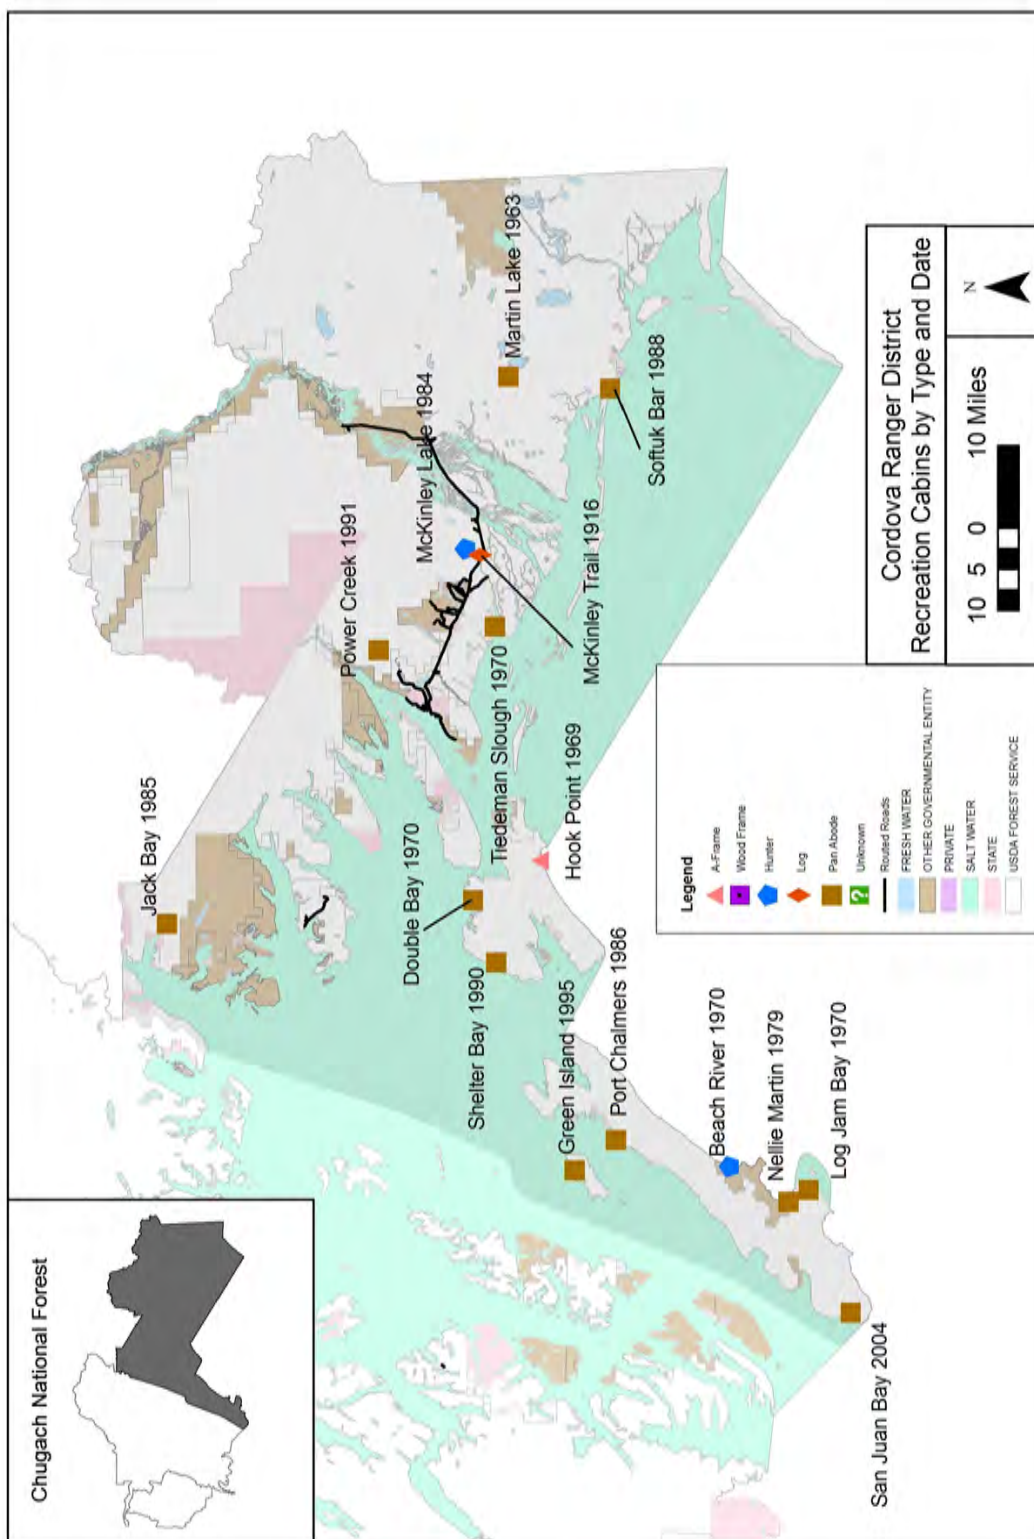 Chugach National Forest
Jack Bay 1985
Power Creek 1991
McKinley Lake 1984
Martin Lake 1963
Double Bay 1970
Shelter Bay 1990
Tiedeman Slough 1970
Hook Point 1969
McKinley Trail 1916
Softuk Bar 1988
Green Island 1995
Port Chalmers 1986
Beach River 1970
Nellie Martin 1979
Log Jam Bay 1970
San Juan Bay 2004
Legend
A-Frame
Wood Frame
Hunter
Log
Pan Abode
? Unknown
Routed Roads
FRESH WATER
OTHER GOVERNMENTAL ENTITY
PRIVATE
SALT WATER
STATE
USDA FOREST SERVICE
Cordova Ranger District
Recreation Cabins by Type and Date
10 5 0 10 Miles
N